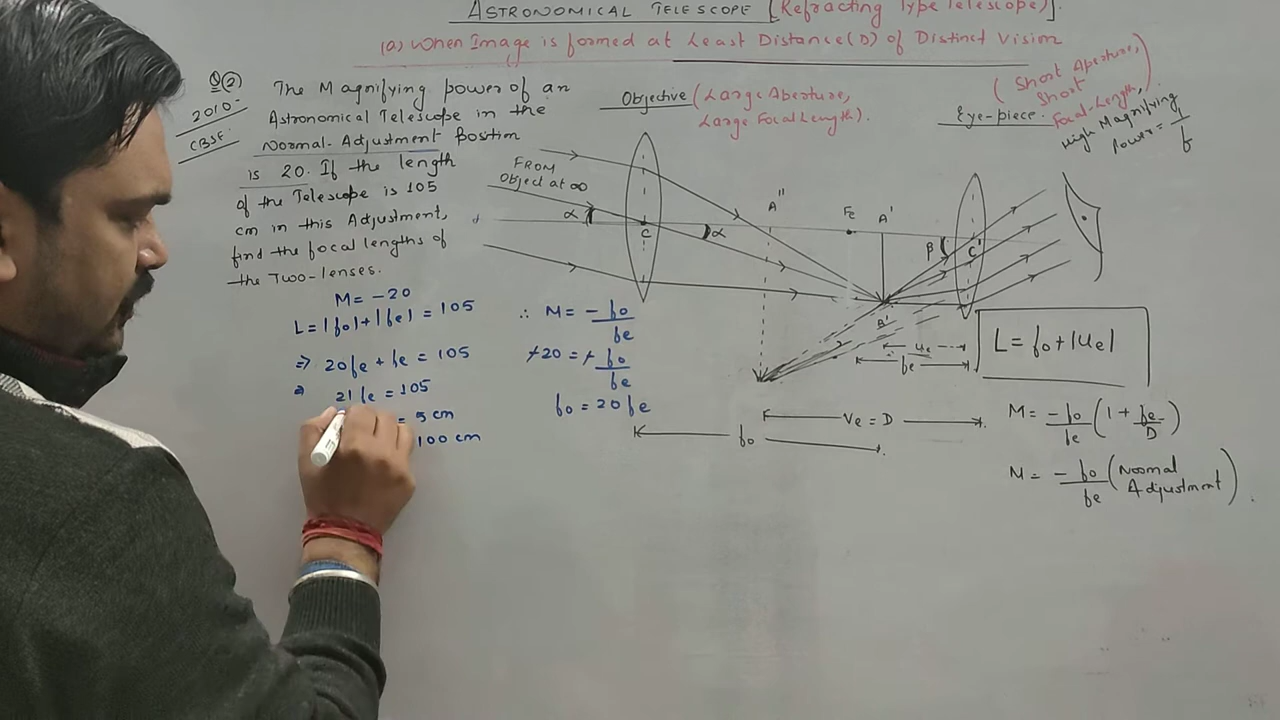 ASTRONOMICAL TELESCOPE [Refracting Type Telescope].
(a) When Image is formed at Least Distance (D) of Distinct Vision
Q(2)
2010-
CBSE.
The Magnifying power of an
Astronomical Telescope in the
Normal-Adjustment Position
is 20. If the length
of the Telescope is 105
cm in this Adjustment,
find the focal lengths of
the Two-lenses.
M = -20
L = |fo| + |fe| = 105
⇒ 20fe + fe = 105
⇒ 21fe = 105
= 5 cm
100 cm
∴ M = -fo/fe
-20 = -fo/fe
fo = 20fe
Objective (Large Aperture,
Large Focal Length).
Eye-piece.
(Short Aperture,
Short
Focal-Length,)
High Magnifying
Power = 1/f
FROM
Object at ∞
α
C
α
A''
Fe
A'
β
C'
B'
ue
fe
ve = D
fo
L = fo + |ue|
M = -fo/fe (1 + fe/D)
M = -fo/fe (Normal
Adjustment).